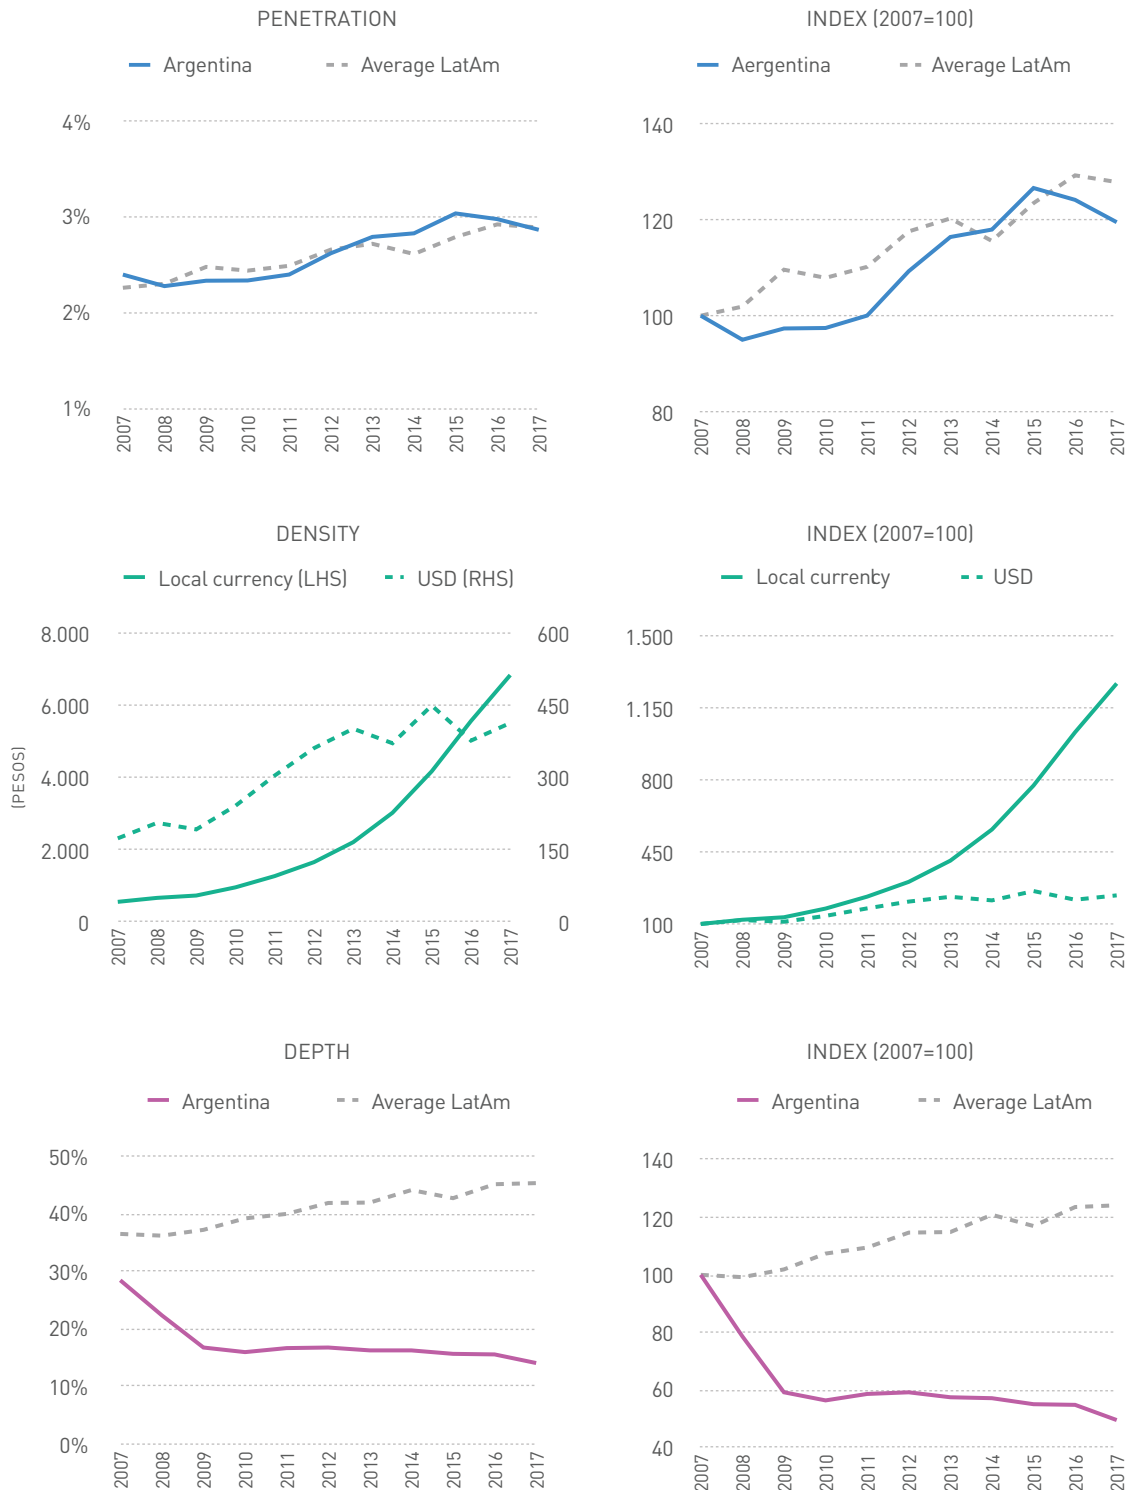 PENETRATION
Argentina Average LatAm
4%
3%
2%
1%
2007 2008 2009 2010 2011 2012 2013 2014 2015 2016 2017
INDEX (2007=100)
Aergentina Average LatAm
140
120
100
80
2007 2008 2009 2010 2011 2012 2013 2014 2015 2016 2017
DENSITY
Local currency (LHS) USD (RHS)
(PESOS)
8.000 600
6.000 450
4.000 300
2.000 150
0 0
2007 2008 2009 2010 2011 2012 2013 2014 2015 2016 2017
INDEX (2007=100)
Local currency USD
1.500
1.150
800
450
100
2007 2008 2009 2010 2011 2012 2013 2014 2015 2016 2017
DEPTH
Argentina Average LatAm
50%
40%
30%
20%
10%
0%
2007 2008 2009 2010 2011 2012 2013 2014 2015 2016 2017
INDEX (2007=100)
Argentina Average LatAm
140
120
100
80
60
40
2007 2008 2009 2010 2011 2012 2013 2014 2015 2016 2017